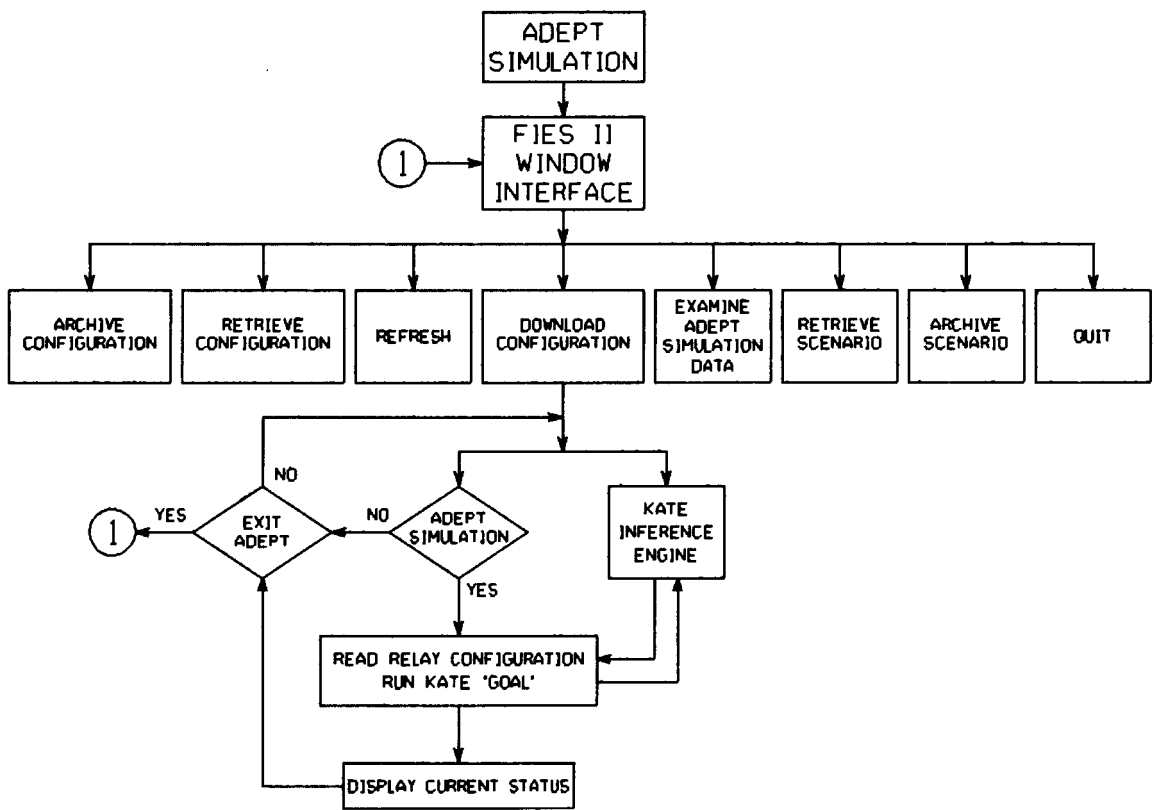 ADEPT
SIMULATION
FIES II
WINDOW
INTERFACE
1
ARCHIVE
CONFIGURATION
RETRIEVE
CONFIGURATION
REFRESH
DOWNLOAD
CONFIGURATION
EXAMINE
ADEPT
SIMULATION
DATA
RETRIEVE
SCENARIO
ARCHIVE
SCENARIO
QUIT
NO
YES
1
EXIT
ADEPT
NO
ADEPT
SIMULATION
YES
KATE
INFERENCE
ENGINE
READ RELAY CONFIGURATION
RUN KATE 'GOAL'
DISPLAY CURRENT STATUS